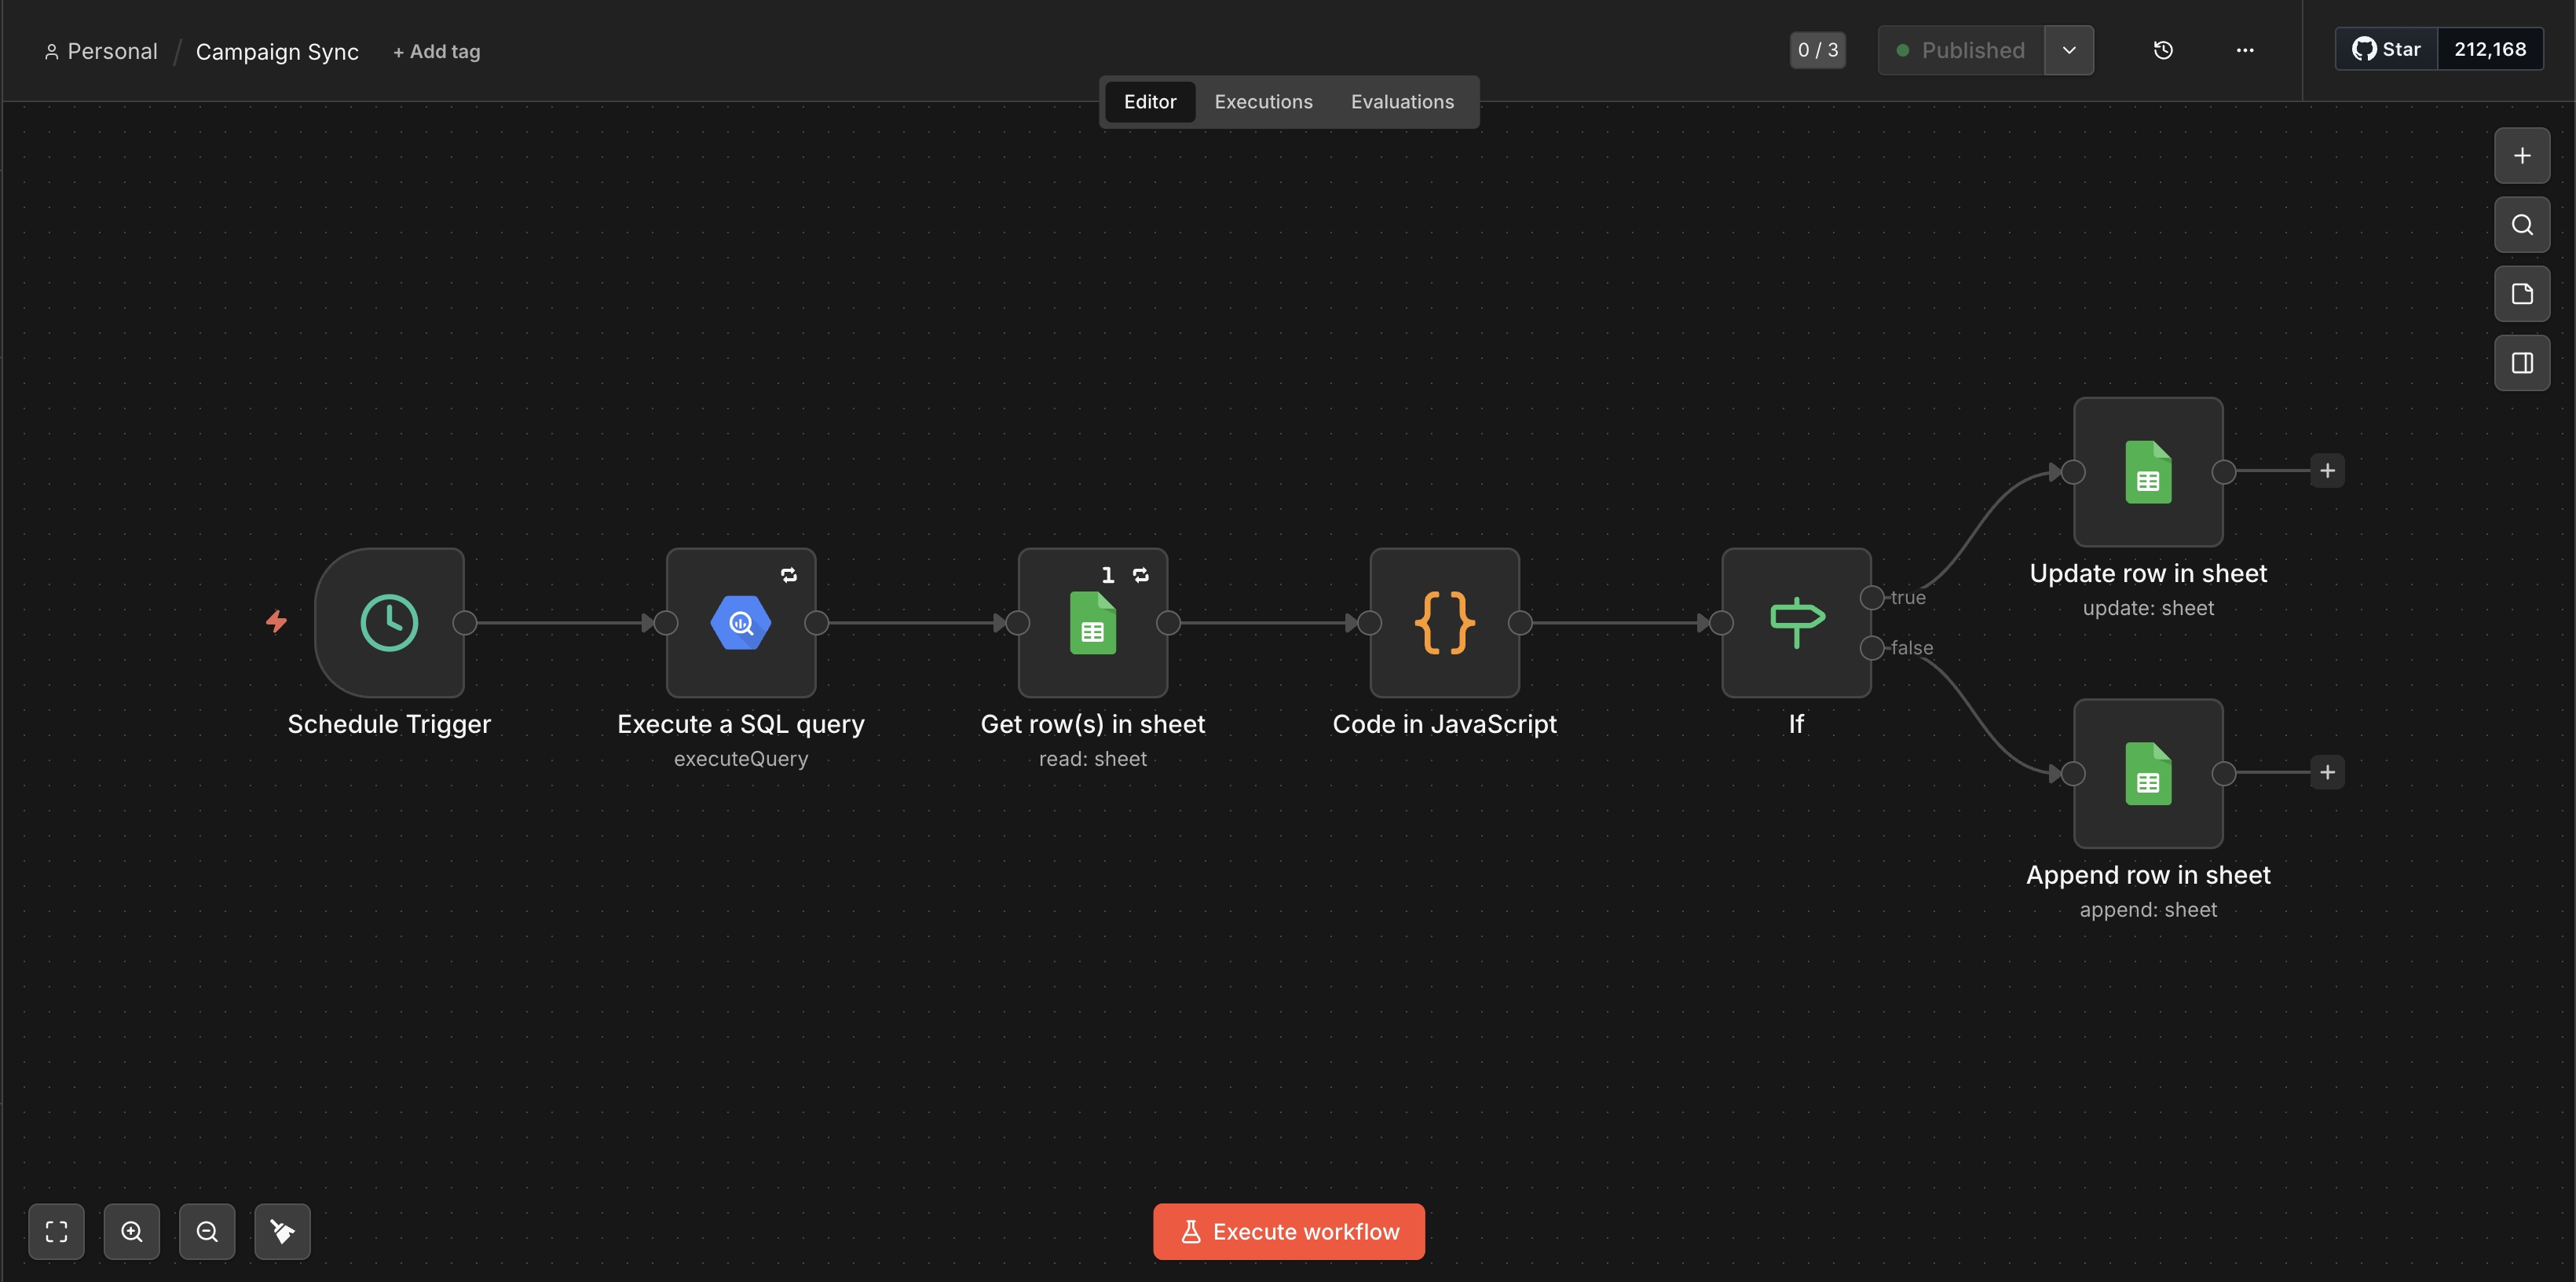 Personal / Campaign Sync + Add tag
0 / 3 Published
Star 212,168
Editor Executions Evaluations
Schedule Trigger
Execute a SQL query
executeQuery
1
Get row(s) in sheet
read: sheet
Code in JavaScript
If
true
false
Update row in sheet
update: sheet
Append row in sheet
append: sheet
Execute workflow